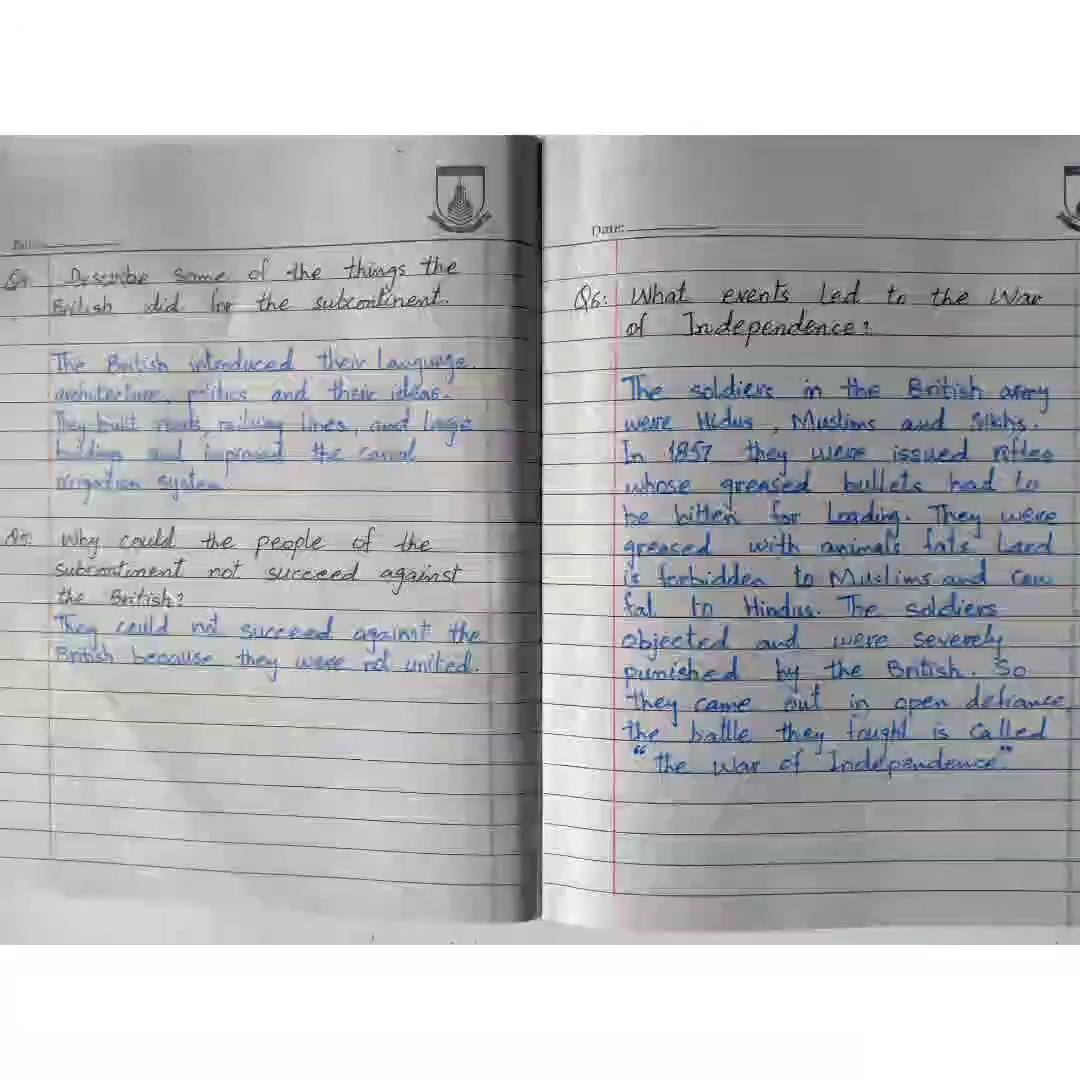 Q4: Describe some of the things the
British did for the subcontinent.
The British introduced their language,
architecture, politics and their ideas.
They built roads, railway lines, and large
buildings and improved the canal
irrigation system.
Q5: Why could the people of the
subcontinent not succeed against
the British?
They could not succeed against the
British because they were not united.
Date:
Q6: What events Led to the War
of Independence?
The soldiers in the British army
were Hidus, Muslims and Sikhs.
In 1857 they were issued rifles
whose greased bullets had to
be bitten for Loading. They were
greaced with animals fats Lard
is forbidden to Muslims and cow
fat to Hindus. The soldiers
objected and were severely
punished by the British. So
they came out in open defiance
the battle they fought is called
"the War of Independence"